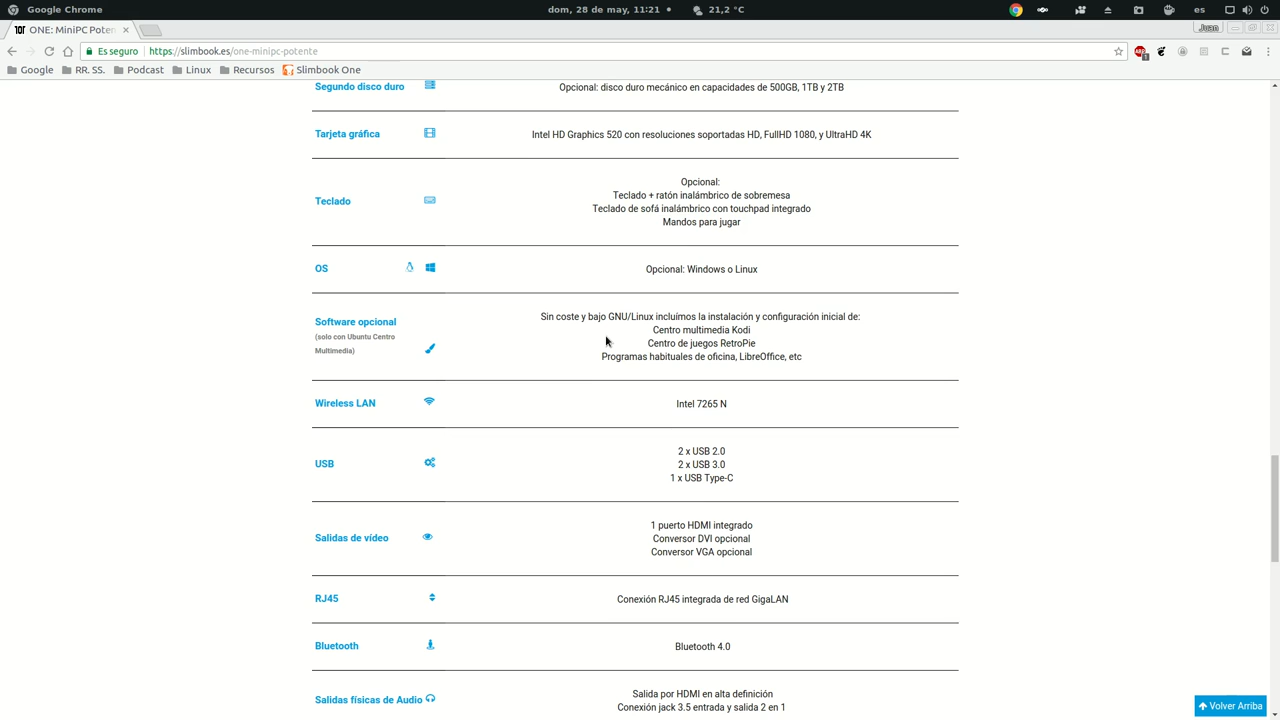 Google Chrome
dom, 28 de may, 11:21
21,2 °C
es
ONE: MiniPC Poten
Juan
Es seguro
https://slimbook.es/one-minipc-potente
Google
RR. SS.
Podcast
Linux
Recursos
Slimbook One
Segundo disco duro
Opcional: disco duro mecánico en capacidades de 500GB, 1TB y 2TB
Tarjeta gráfica
Intel HD Graphics 520 con resoluciones soportadas HD, FullHD 1080, y UltraHD 4K
Teclado
Opcional:
Teclado + ratón inalámbrico de sobremesa
Teclado de sofá inalámbrico con touchpad integrado
Mandos para jugar
OS
Opcional: Windows o Linux
Software opcional
(solo con Ubuntu Centro
Multimedia)
Sin coste y bajo GNU/Linux incluímos la instalación y configuración inicial de:
Centro multimedia Kodi
Centro de juegos RetroPie
Programas habituales de oficina, LibreOffice, etc
Wireless LAN
Intel 7265 N
USB
2 x USB 2.0
2 x USB 3.0
1 x USB Type-C
Salidas de vídeo
1 puerto HDMI integrado
Conversor DVI opcional
Conversor VGA opcional
RJ45
Conexión RJ45 integrada de red GigaLAN
Bluetooth
Bluetooth 4.0
Salidas físicas de Audio
Salida por HDMI en alta definición
Conexión jack 3.5 entrada y salida 2 en 1
Volver Arriba